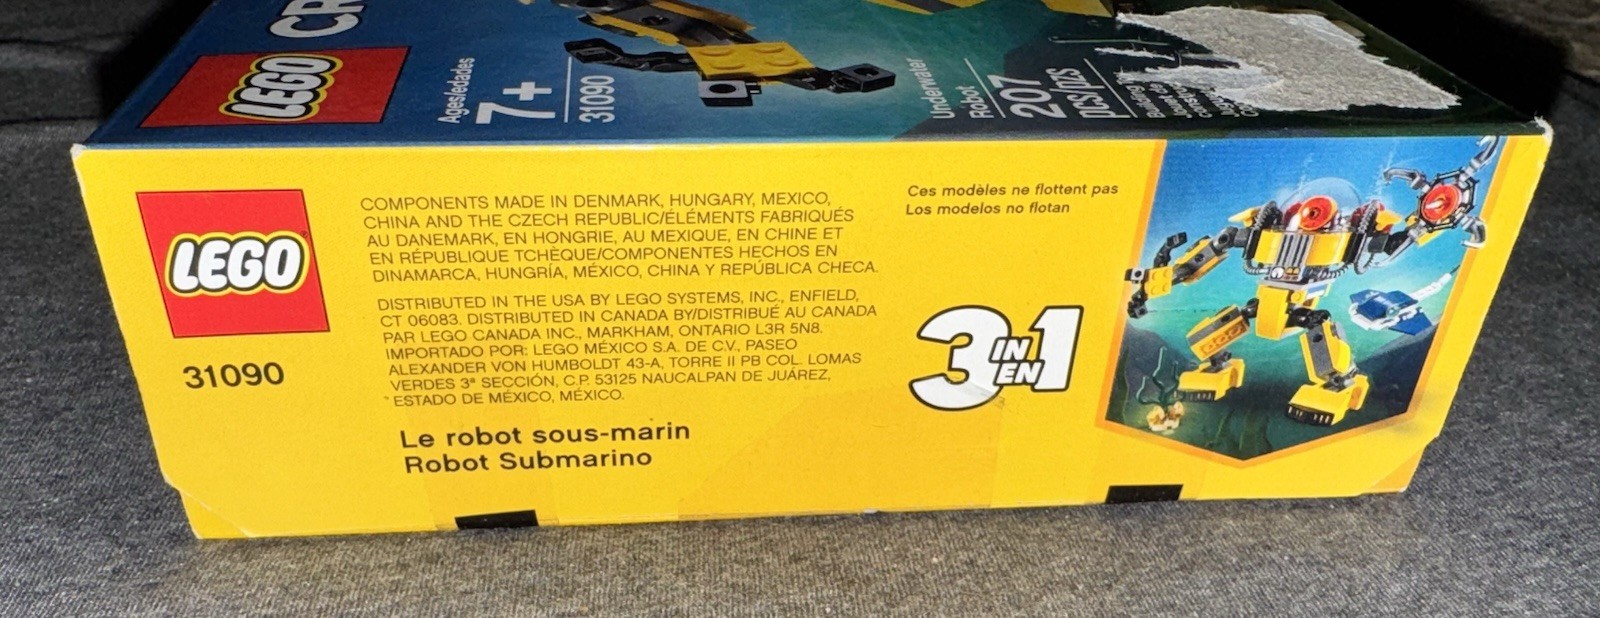 LEGO
CR
Ages/edades
7+
31090
Underwater
Robot
207
pcs/pzs
LEGO
31090
COMPONENTS MADE IN DENMARK, HUNGARY, MEXICO,
CHINA AND THE CZECH REPUBLIC/ÉLÉMENTS FABRIQUÉS
AU DANEMARK, EN HONGRIE, AU MEXIQUE, EN CHINE ET
EN RÉPUBLIQUE TCHÈQUE/COMPONENTES HECHOS EN
DINAMARCA, HUNGRÍA, MÉXICO, CHINA Y REPÚBLICA CHECA.
DISTRIBUTED IN THE USA BY LEGO SYSTEMS, INC., ENFIELD,
CT 06083. DISTRIBUTED IN CANADA BY/DISTRIBUÉ AU CANADA
PAR LEGO CANADA INC., MARKHAM, ONTARIO L3R 5N8.
IMPORTADO POR: LEGO MÉXICO S.A. DE C.V., PASEO
ALEXANDER VON HUMBOLDT 43-A, TORRE II PB COL. LOMAS
VERDES 3ª SECCIÓN, C.P. 53125 NAUCALPAN DE JUÁREZ,
ESTADO DE MÉXICO, MÉXICO.
Le robot sous-marin
Robot Submarino
Ces modèles ne flottent pas
Los modelos no flotan
3 IN EN 1